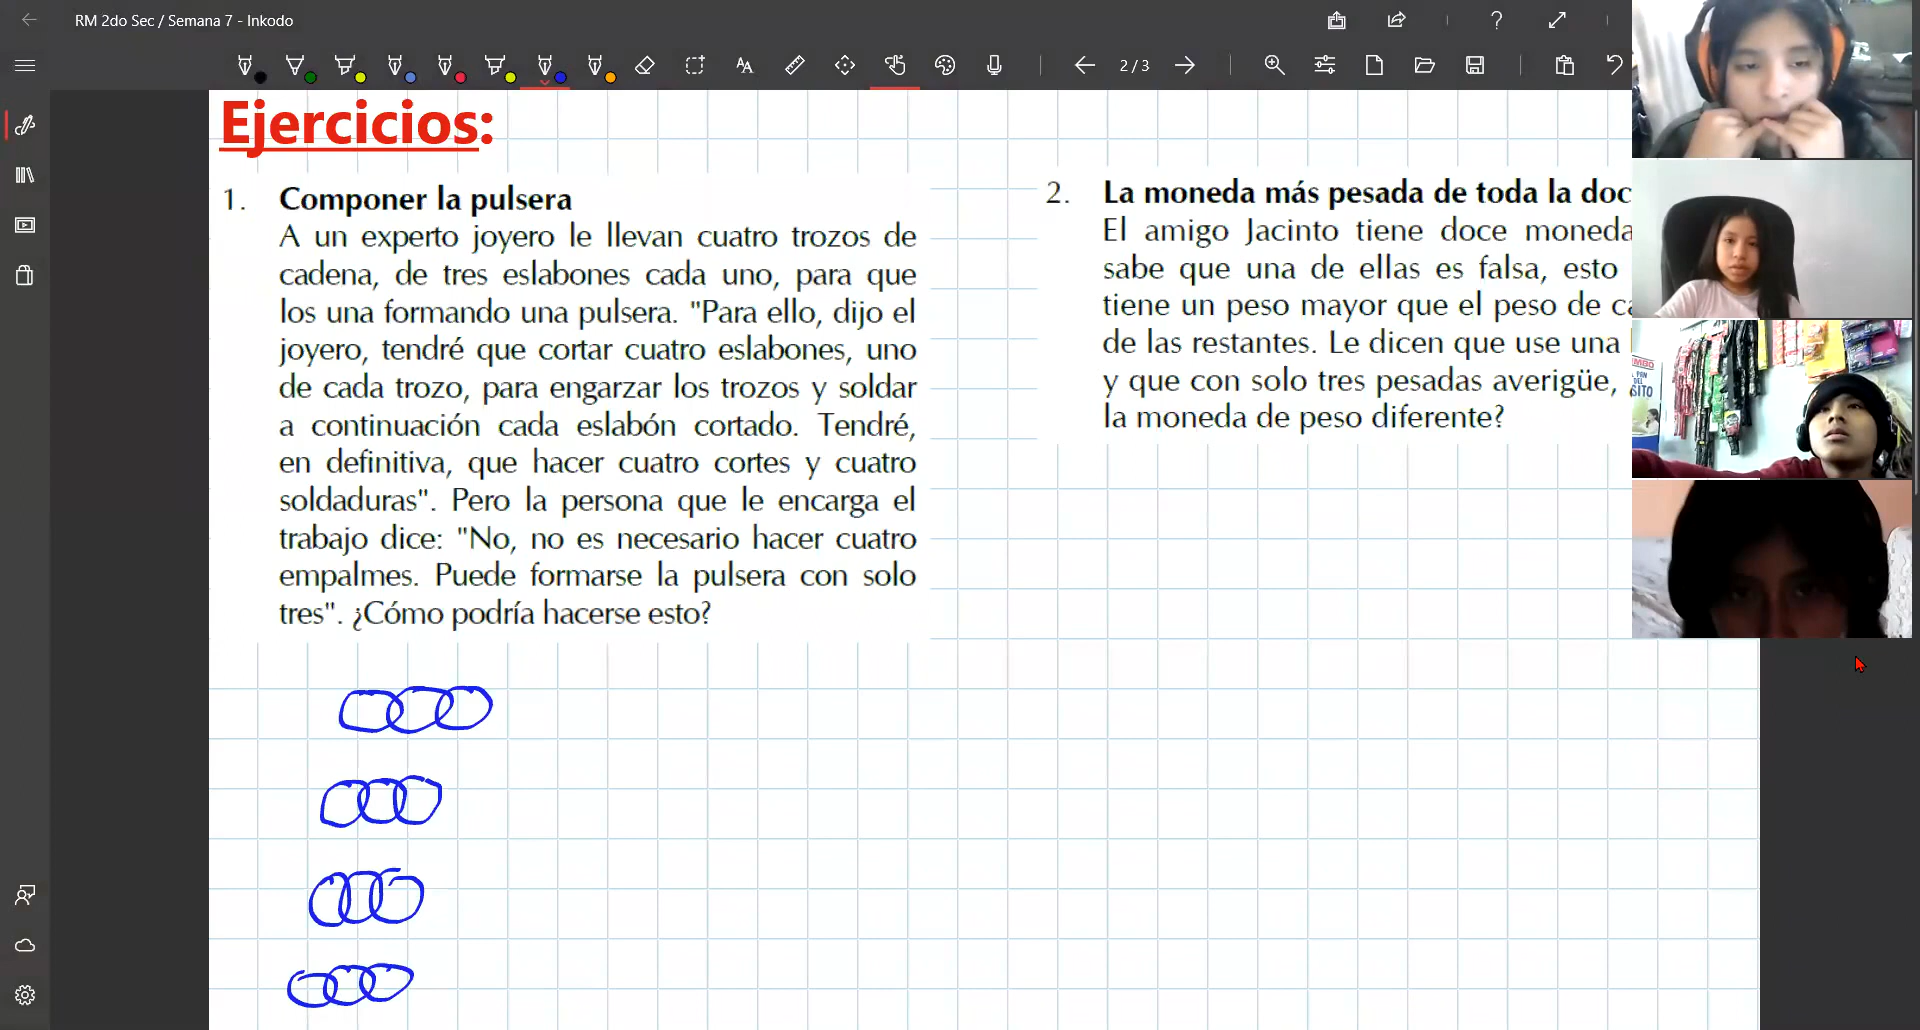 RM 2do Sec / Semana 7 - Inkodo
2 / 3
Ejercicios:
1. Componer la pulsera
A un experto joyero le llevan cuatro trozos de
cadena, de tres eslabones cada uno, para que
los una formando una pulsera. "Para ello, dijo el
joyero, tendré que cortar cuatro eslabones, uno
de cada trozo, para engarzar los trozos y soldar
a continuación cada eslabón cortado. Tendré,
en definitiva, que hacer cuatro cortes y cuatro
soldaduras". Pero la persona que le encarga el
trabajo dice: "No, no es necesario hacer cuatro
empalmes. Puede formarse la pulsera con solo
tres". ¿Cómo podría hacerse esto?
2. La moneda más pesada de toda la doc
El amigo Jacinto tiene doce moneda
sabe que una de ellas es falsa, esto
tiene un peso mayor que el peso de ca
de las restantes. Le dicen que use una
y que con solo tres pesadas averigüe,
la moneda de peso diferente?